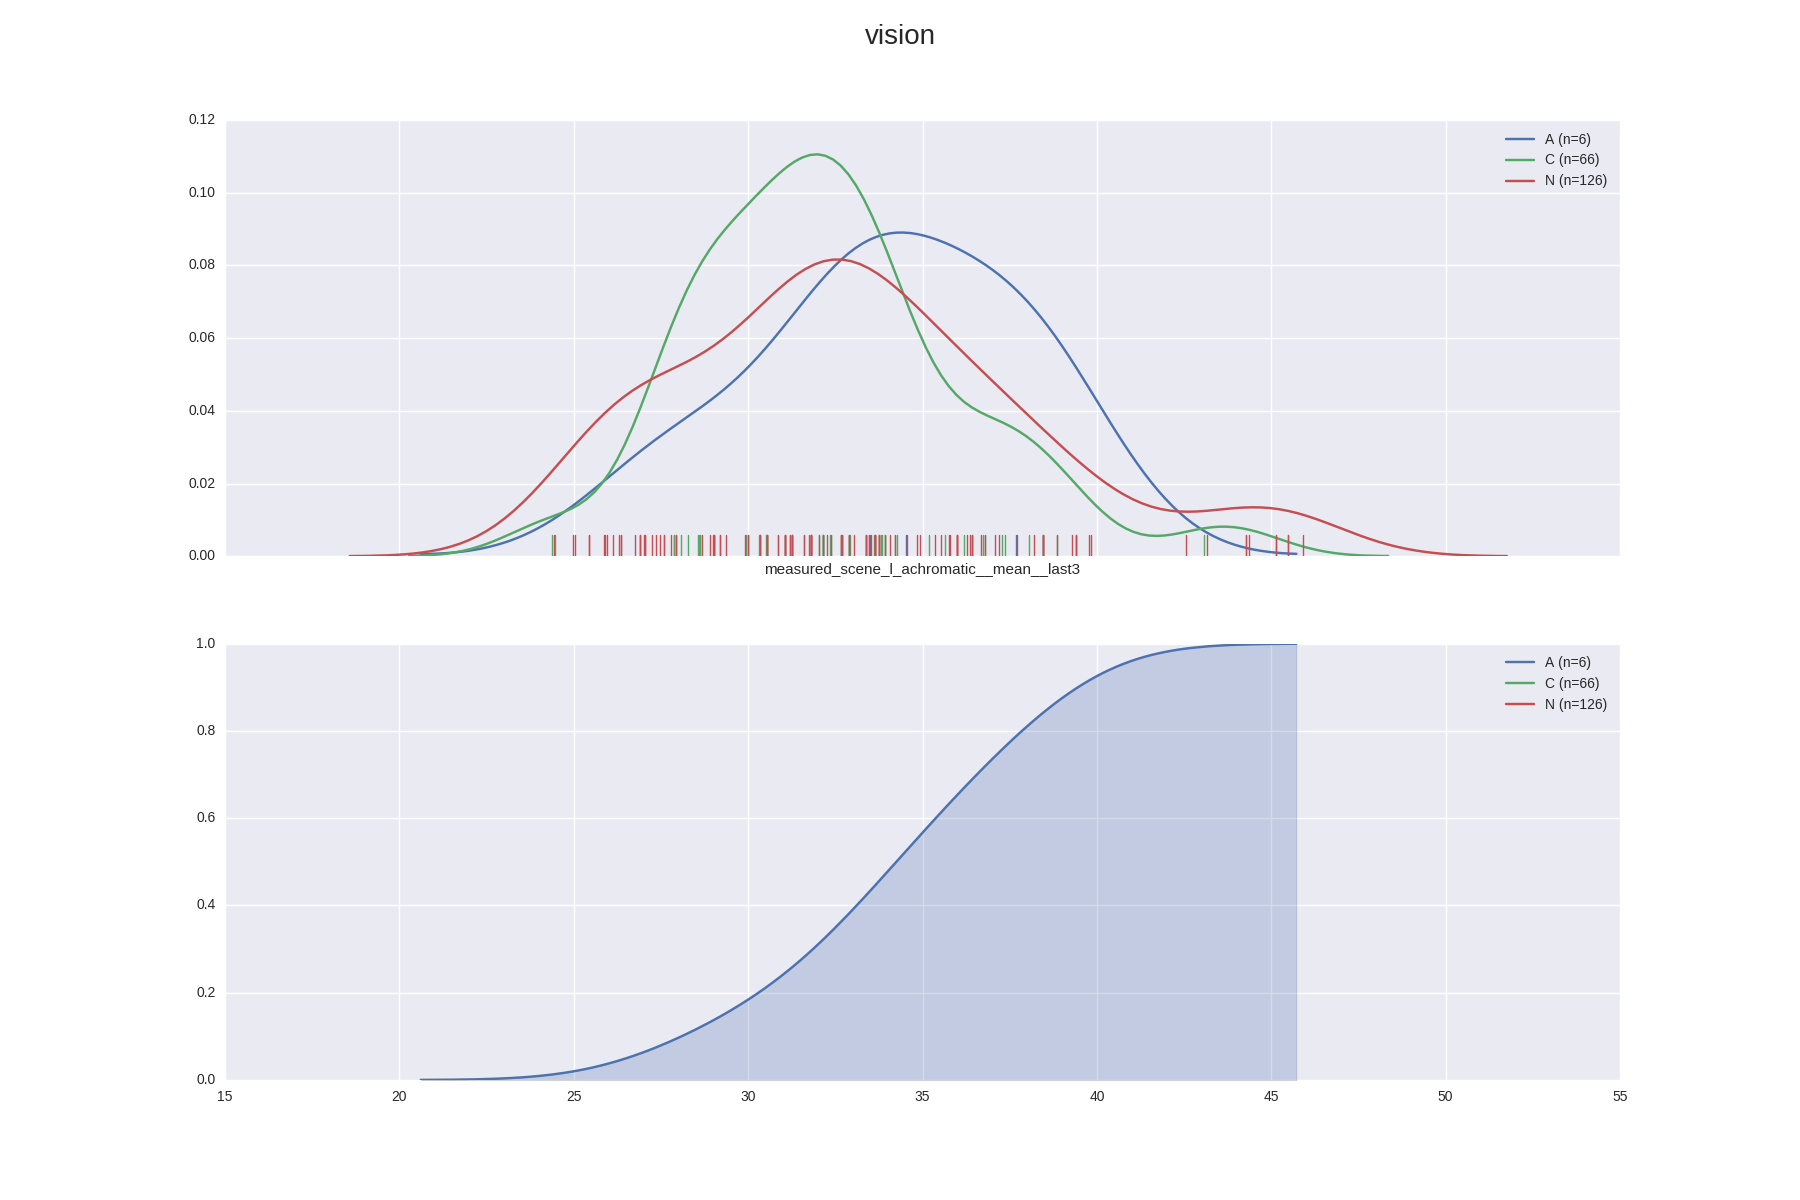 vision
0.12
0.10
0.08
0.06
0.04
0.02
0.00
A (n=6)
C (n=66)
N (n=126)
measured_scene_l_achromatic__mean__last3
1.0
0.8
0.6
0.4
0.2
0.0
A (n=6)
C (n=66)
N (n=126)
15 20 25 30 35 40 45 50 55